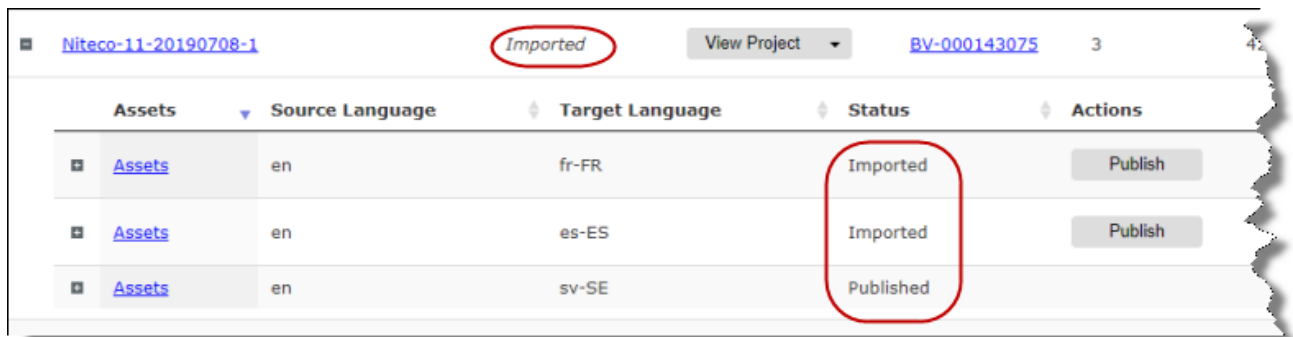 Niteco-11-20190708-1 Imported View Project BV-000143075 3
Assets Source Language Target Language Status Actions
Assets en fr-FR Imported Publish
Assets en es-ES Imported Publish
Assets en sv-SE Published